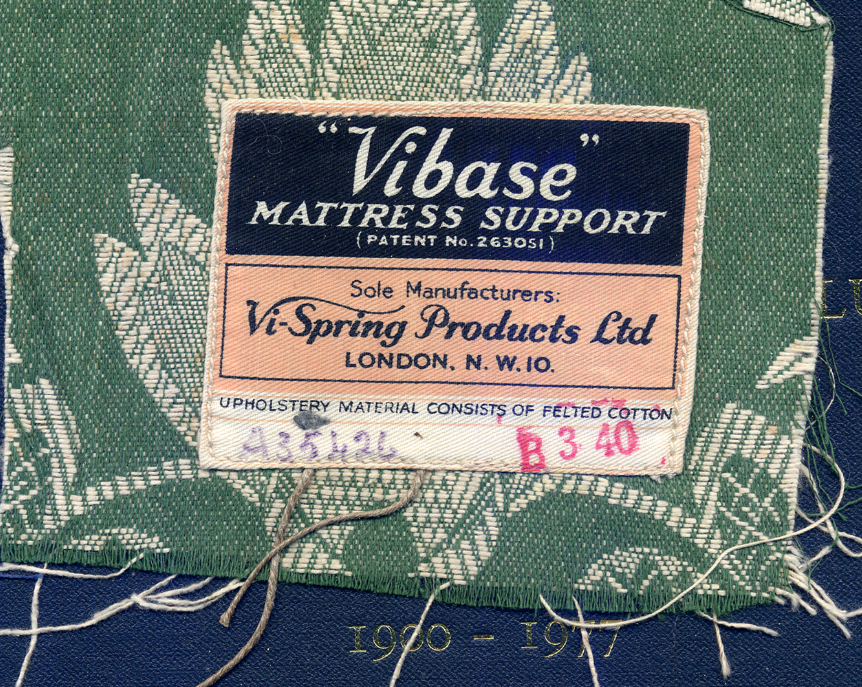 "Vibase"
MATTRESS SUPPORT
(PATENT No. 263051)
Sole Manufacturers:
Vi-Spring Products Ltd
LONDON, N.W.10.
UPHOLSTERY MATERIAL CONSISTS OF FELTED COTTON
A35426 B 3 40
1900 - 1977